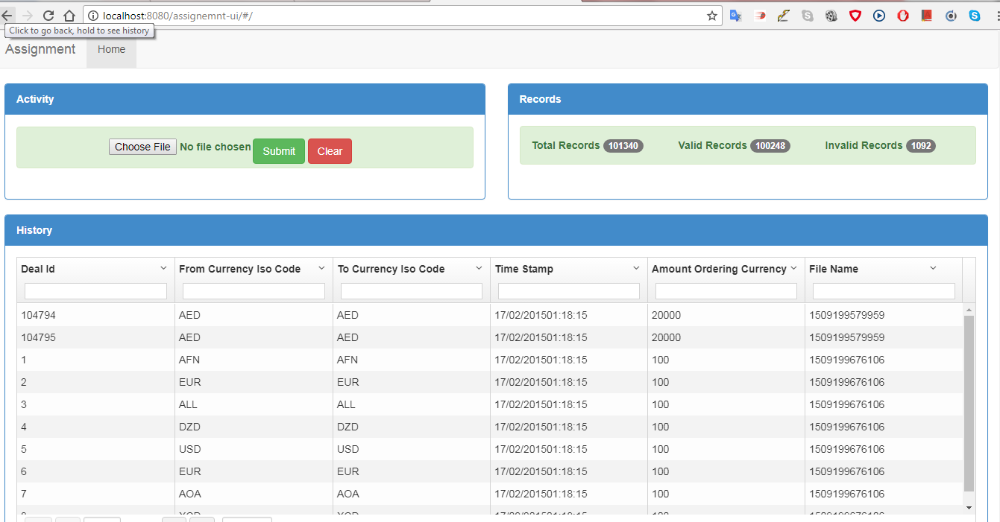 localhost:8080/assignemnt-ui/#/
Click to go back, hold to see history
Assignment Home
Activity
Choose File No file chosen Submit Clear
Records
Total Records 101340 Valid Records 100248 Invalid Records 1092
History
Deal Id From Currency Iso Code To Currency Iso Code Time Stamp Amount Ordering Currency File Name
104794 AED AED 17/02/201501:18:15 20000 1509199579959
104795 AED AED 17/02/201501:18:15 20000 1509199579959
1 AFN AFN 17/02/201501:18:15 100 1509199676106
2 EUR EUR 17/02/201501:18:15 100 1509199676106
3 ALL ALL 17/02/201501:18:15 100 1509199676106
4 DZD DZD 17/02/201501:18:15 100 1509199676106
5 USD USD 17/02/201501:18:15 100 1509199676106
6 EUR EUR 17/02/201501:18:15 100 1509199676106
7 AOA AOA 17/02/201501:18:15 100 1509199676106